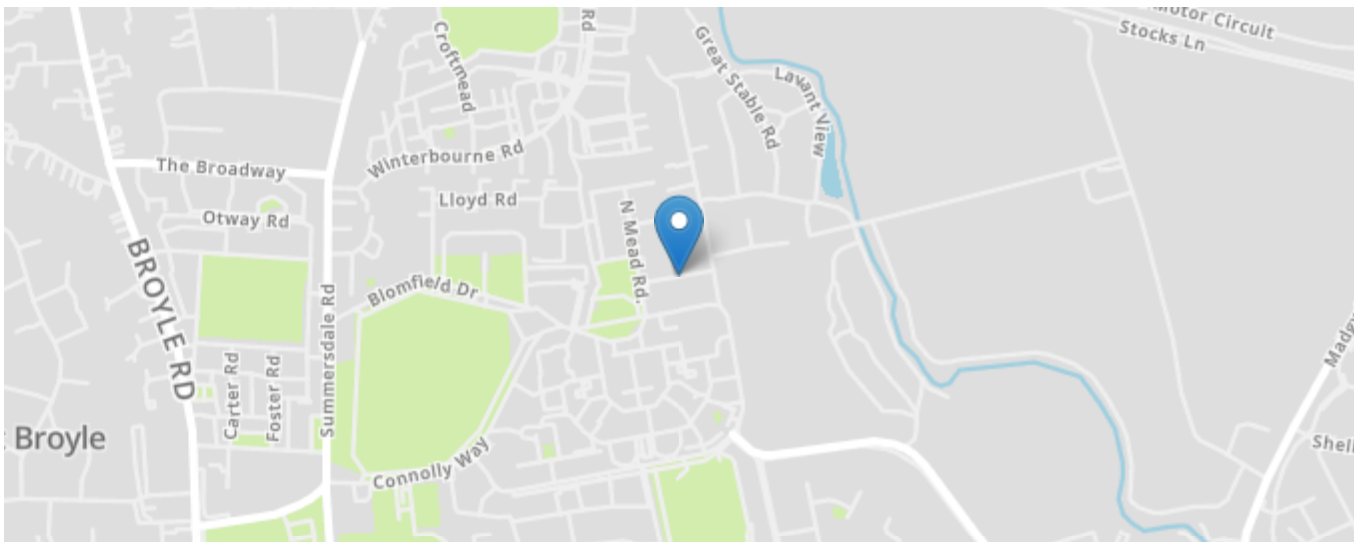 Motor Circuit
Stocks Ln
Rd
Croftmead
Great Stable Rd
Lavant View
Winterbourne Rd
The Broadway
Lloyd Rd
Otway Rd
N Mead Rd.
BROYLE RD
Blomfield Dr
Summersdale Rd
Carter Rd
Foster Rd
Broyle
Connolly Way